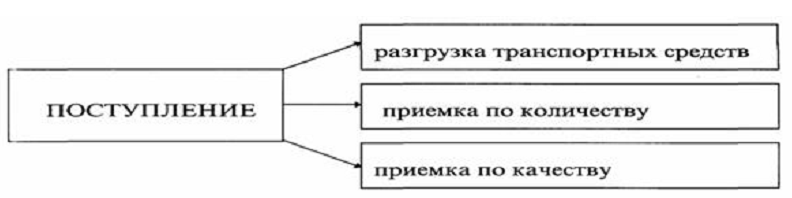 разгрузка транспортных средств
ПОСТУПЛЕНИЕ
приемка по количеству
приемка по качеству